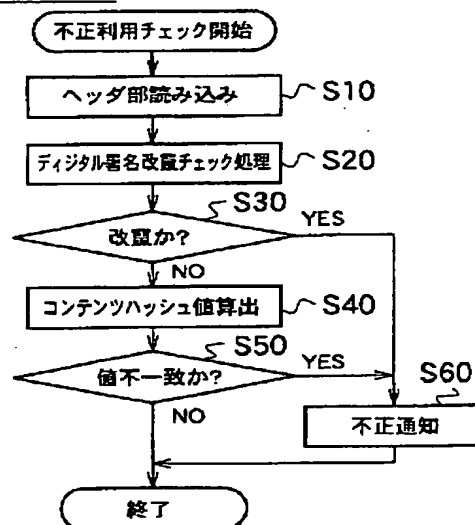 不正利用チェック開始
ヘッダ部読み込み
S10
ディジタル署名改竄チェック処理
S20
S30
改竄か?
YES
NO
コンテンツハッシュ値算出
S40
S50
値不一致か?
YES
S60
NO
不正通知
終了